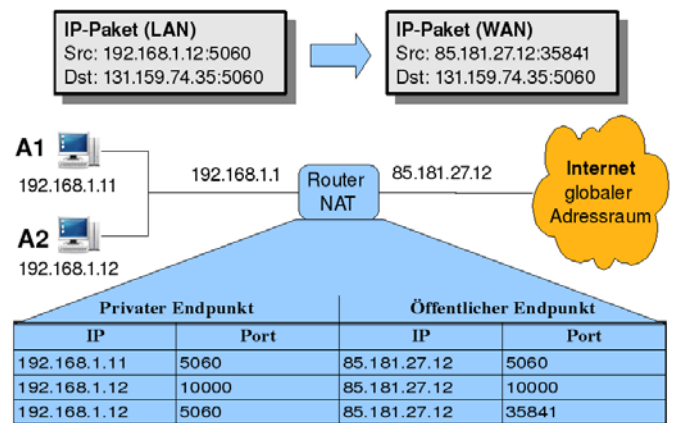 IP-Paket (LAN)
Src: 192.168.1.12:5060
Dst: 131.159.74.35:5060
IP-Paket (WAN)
Src: 85.181.27.12:35841
Dst: 131.159.74.35:5060
A1
192.168.1.11
A2
192.168.1.12
192.168.1.1
Router
NAT
85.181.27.12
Internet
globaler
Adressraum
Privater Endpunkt Öffentlicher Endpunkt
IP Port IP Port
192.168.1.11 5060 85.181.27.12 5060
192.168.1.12 10000 85.181.27.12 10000
192.168.1.12 5060 85.181.27.12 35841